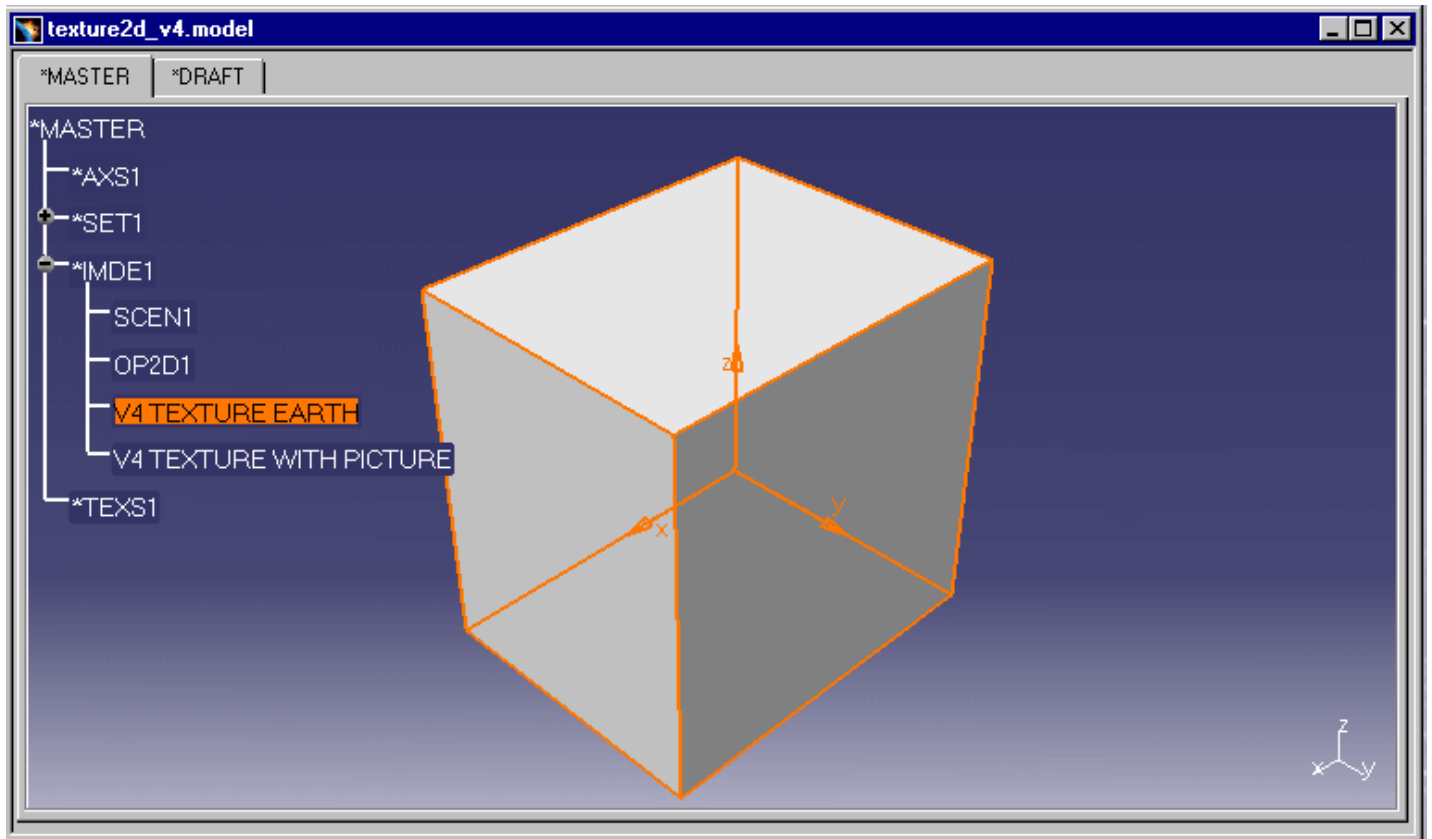 texture2d_v4.model
*MASTER *DRAFT
*MASTER
*AXS1
*SET1
*IMDE1
SCEN1
OP2D1
V4 TEXTURE EARTH
V4 TEXTURE WITH PICTURE
*TEXS1
z
x
y
z
x
y